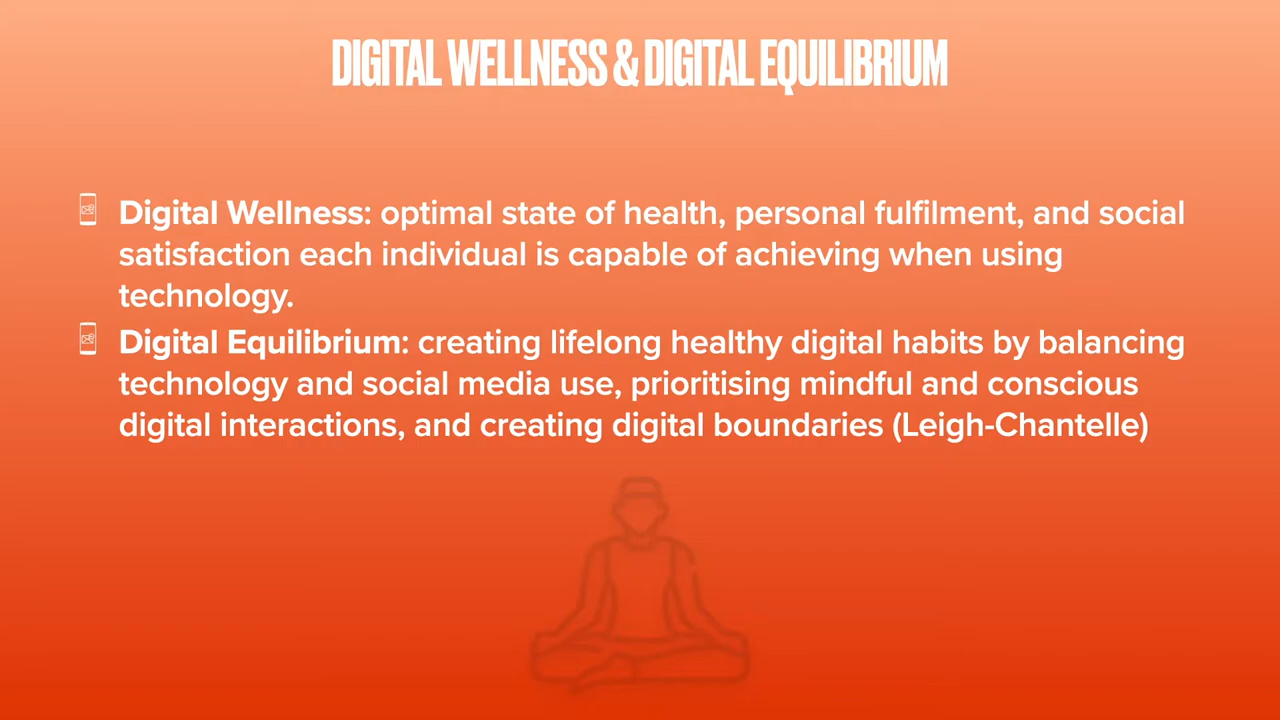 DIGITAL WELLNESS & DIGITAL EQUILIBRIUM
Digital Wellness: optimal state of health, personal fulfilment, and social
satisfaction each individual is capable of achieving when using
technology.
Digital Equilibrium: creating lifelong healthy digital habits by balancing
technology and social media use, prioritising mindful and conscious
digital interactions, and creating digital boundaries (Leigh-Chantelle)